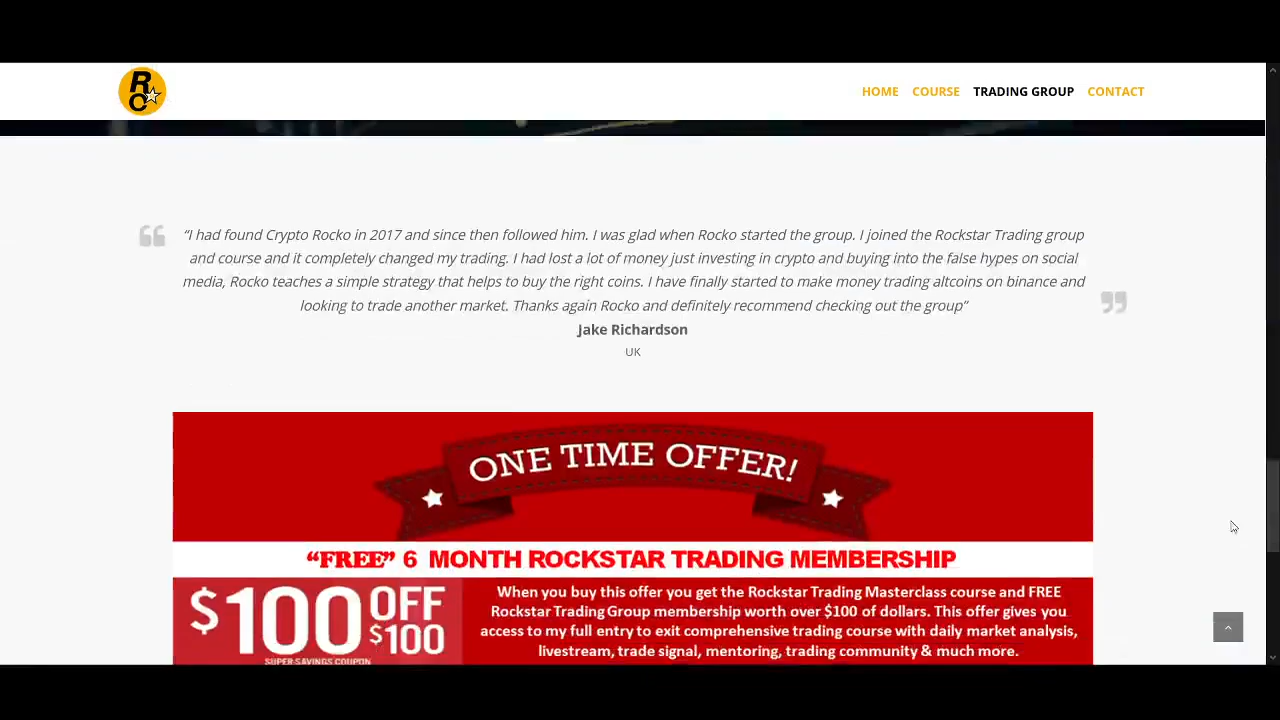 RC
HOME COURSE TRADING GROUP CONTACT
“I had found Crypto Rocko in 2017 and since then followed him. I was glad when Rocko started the group. I joined the Rockstar Trading group
and course and it completely changed my trading. I had lost a lot of money just investing in crypto and buying into the false hypes on social
media, Rocko teaches a simple strategy that helps to buy the right coins. I have finally started to make money trading altcoins on binance and
looking to trade another market. Thanks again Rocko and definitely recommend checking out the group”
Jake Richardson
UK
ONE TIME OFFER!
“FREE” 6 MONTH ROCKSTAR TRADING MEMBERSHIP
$100 OFF
$100
SUPER SAVINGS COUPON
When you buy this offer you get the Rockstar Trading Masterclass course and FREE
Rockstar Trading Group membership worth over $100 of dollars. This offer gives you
access to my full entry to exit comprehensive trading course with daily market analysis,
livestream, trade signal, mentoring, trading community & much more.